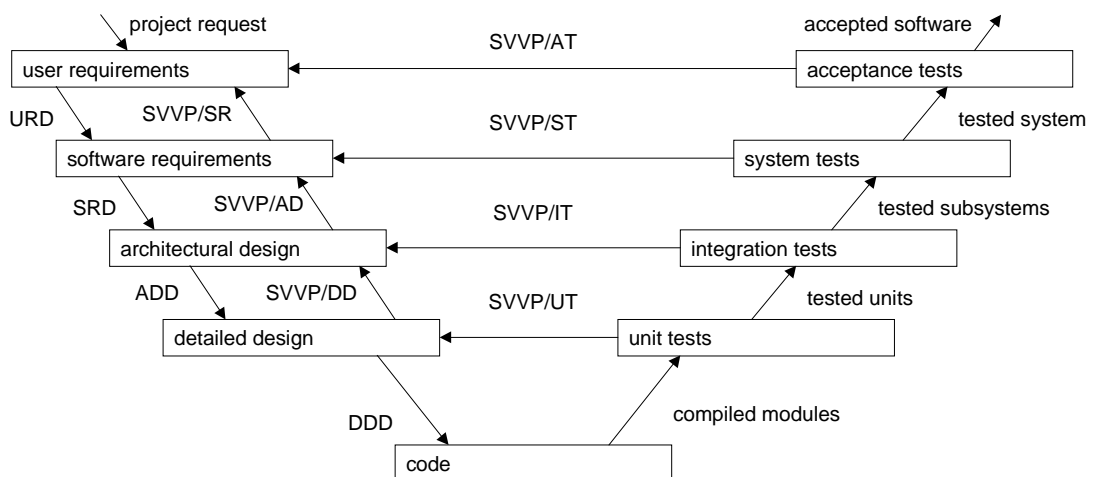 project request
accepted software
SVVP/AT
user requirements
acceptance tests
URD
SVVP/SR
SVVP/ST
tested system
software requirements
system tests
SRD
SVVP/AD
SVVP/IT
tested subsystems
architectural design
integration tests
ADD
SVVP/DD
SVVP/UT
tested units
detailed design
unit tests
DDD
compiled modules
code